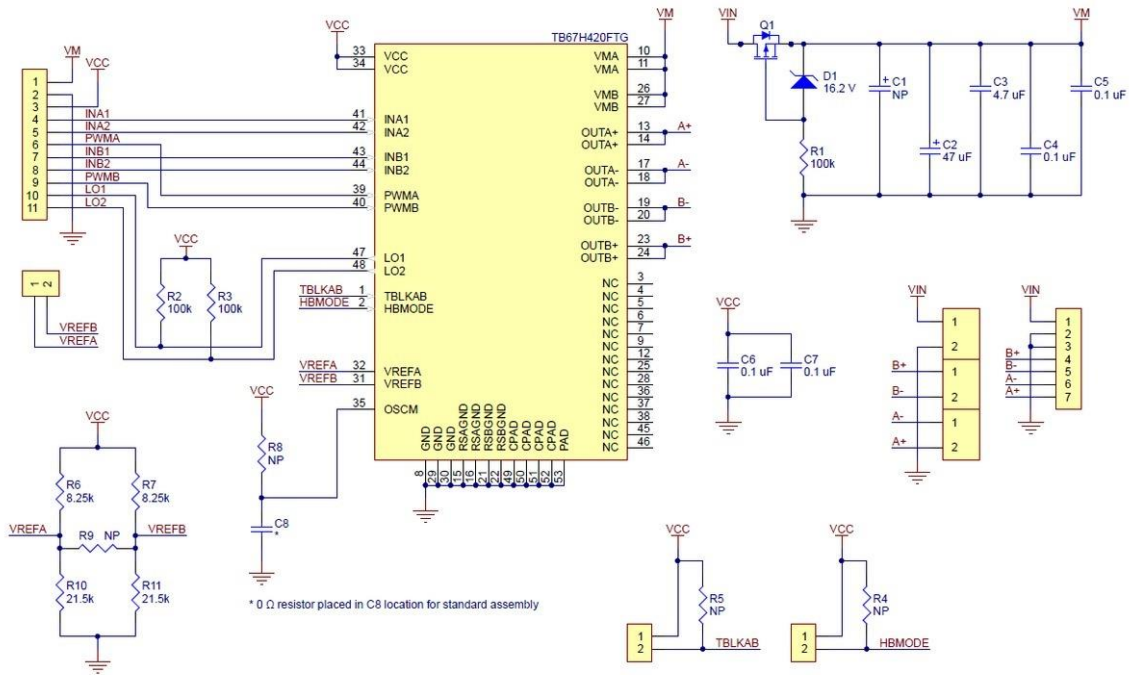 VCC
VM
VIN
Q1
VM
TB67H420FTG
VM
VCC
1
2
3
4
5
6
7
8
9
10
11
INA1
INA2
PWMA
INB1
INB2
PWMB
LO1
LO2
33 VCC
34 VCC
41 INA1
42 INA2
43 INB1
44 INB2
39 PWMA
40 PWMB
47 LO1
48 LO2
TBLKAB 1 TBLKAB
HBMODE 2 HBMODE
VREFA 32 VREFA
VREFB 31 VREFB
35 OSCM
VMA 10
VMA 11
VMB 26
VMB 27
OUTA+ 13 A+
OUTA+ 14
OUTA- 17 A-
OUTA- 18
OUTB- 19 B-
OUTB- 20
OUTB+ 23 B+
OUTB+ 24
NC 3
NC 4
NC 5
NC 6
NC 7
NC 9
NC 12
NC 25
NC 28
NC 36
NC 37
NC 38
NC 45
NC 46
GND 8
GND 29
GND 30
RSAGND 15
RSAGND 16
RSBGND 21
RSBGND 22
CPAD 49
CPAD 50
CPAD 51
CPAD 52
PAD 53
D1
16.2 V
R1
100k
C1
NP
C2
47 uF
C3
4.7 uF
C4
0.1 uF
C5
0.1 uF
VCC
R2
100k
R3
100k
1 2
VREFB
VREFA
VCC
R6
8.25k
R7
8.25k
VREFA
R9 NP
VREFB
R10
21.5k
R11
21.5k
VCC
R8
NP
C8
*
* 0 Ω resistor placed in C8 location for standard assembly
VCC
C6
0.1 uF
C7
0.1 uF
VIN
1
2
B+ 1
B- 2
A- 1
A+ 2
VIN
1
2
3
B+ 4
B- 5
A- 6
A+ 7
VCC
R5
NP
1
2
TBLKAB
VCC
R4
NP
1
2
HBMODE